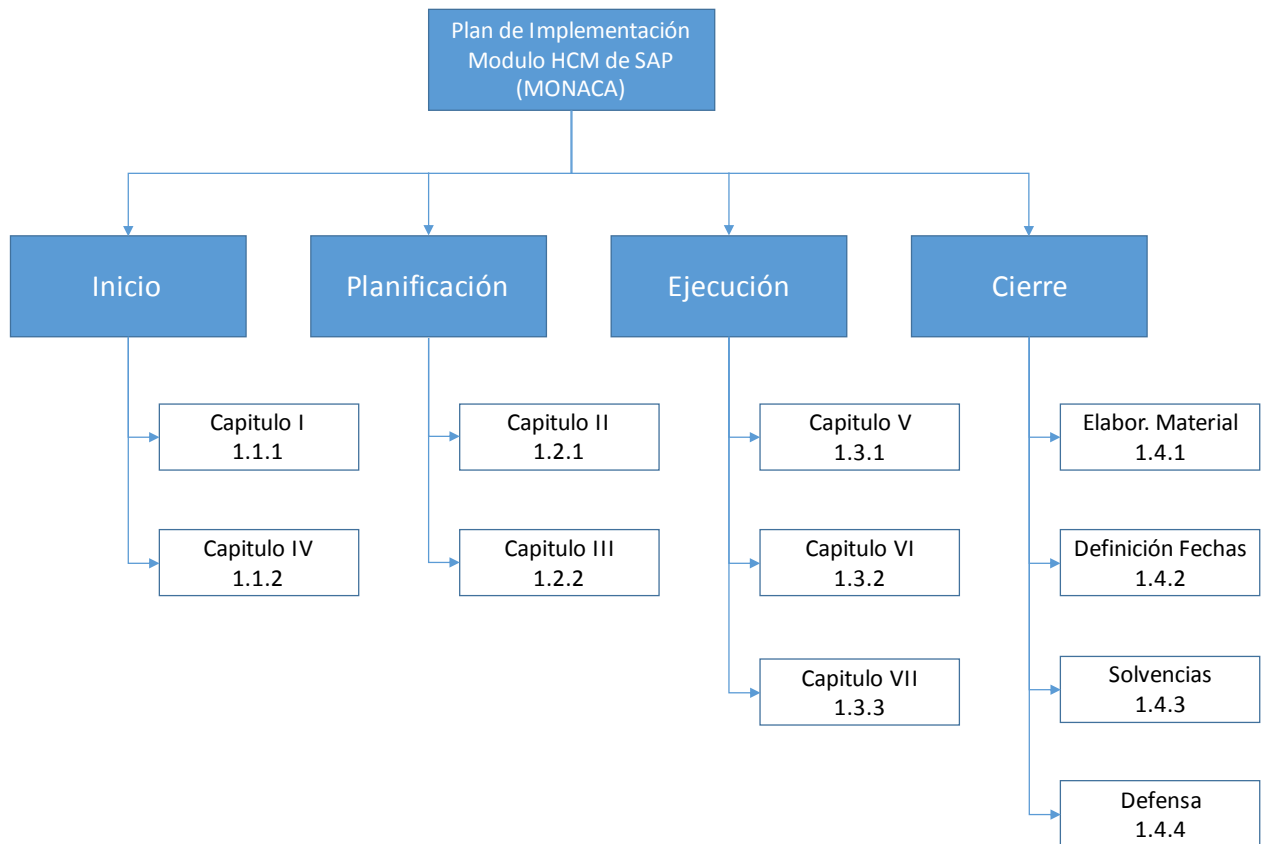 Plan de Implementación
Modulo HCM de SAP
(MONACA)
Inicio
Planificación
Ejecución
Cierre
Capitulo I
1.1.1
Capitulo II
1.2.1
Capitulo V
1.3.1
Elabor. Material
1.4.1
Capitulo IV
1.1.2
Capitulo III
1.2.2
Capitulo VI
1.3.2
Definición Fechas
1.4.2
Capitulo VII
1.3.3
Solvencias
1.4.3
Defensa
1.4.4